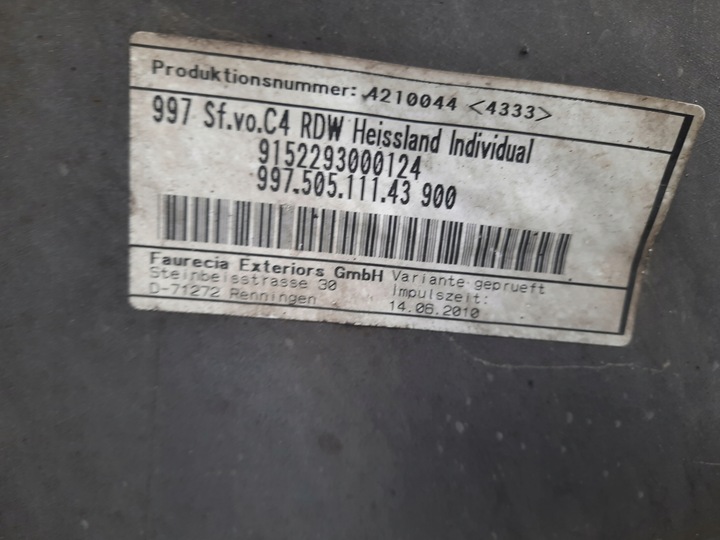 Produktionsnummer: A210044 <4333>
997 Sf.vo.C4 RDW Heissland Individual
9152293000124
997.505.111.43 900
Faurecia Exteriors GmbH
Steinbeisstrasse 30
D-71272 Renningen
Variante geprueft
Impulszeit:
14.06.2010